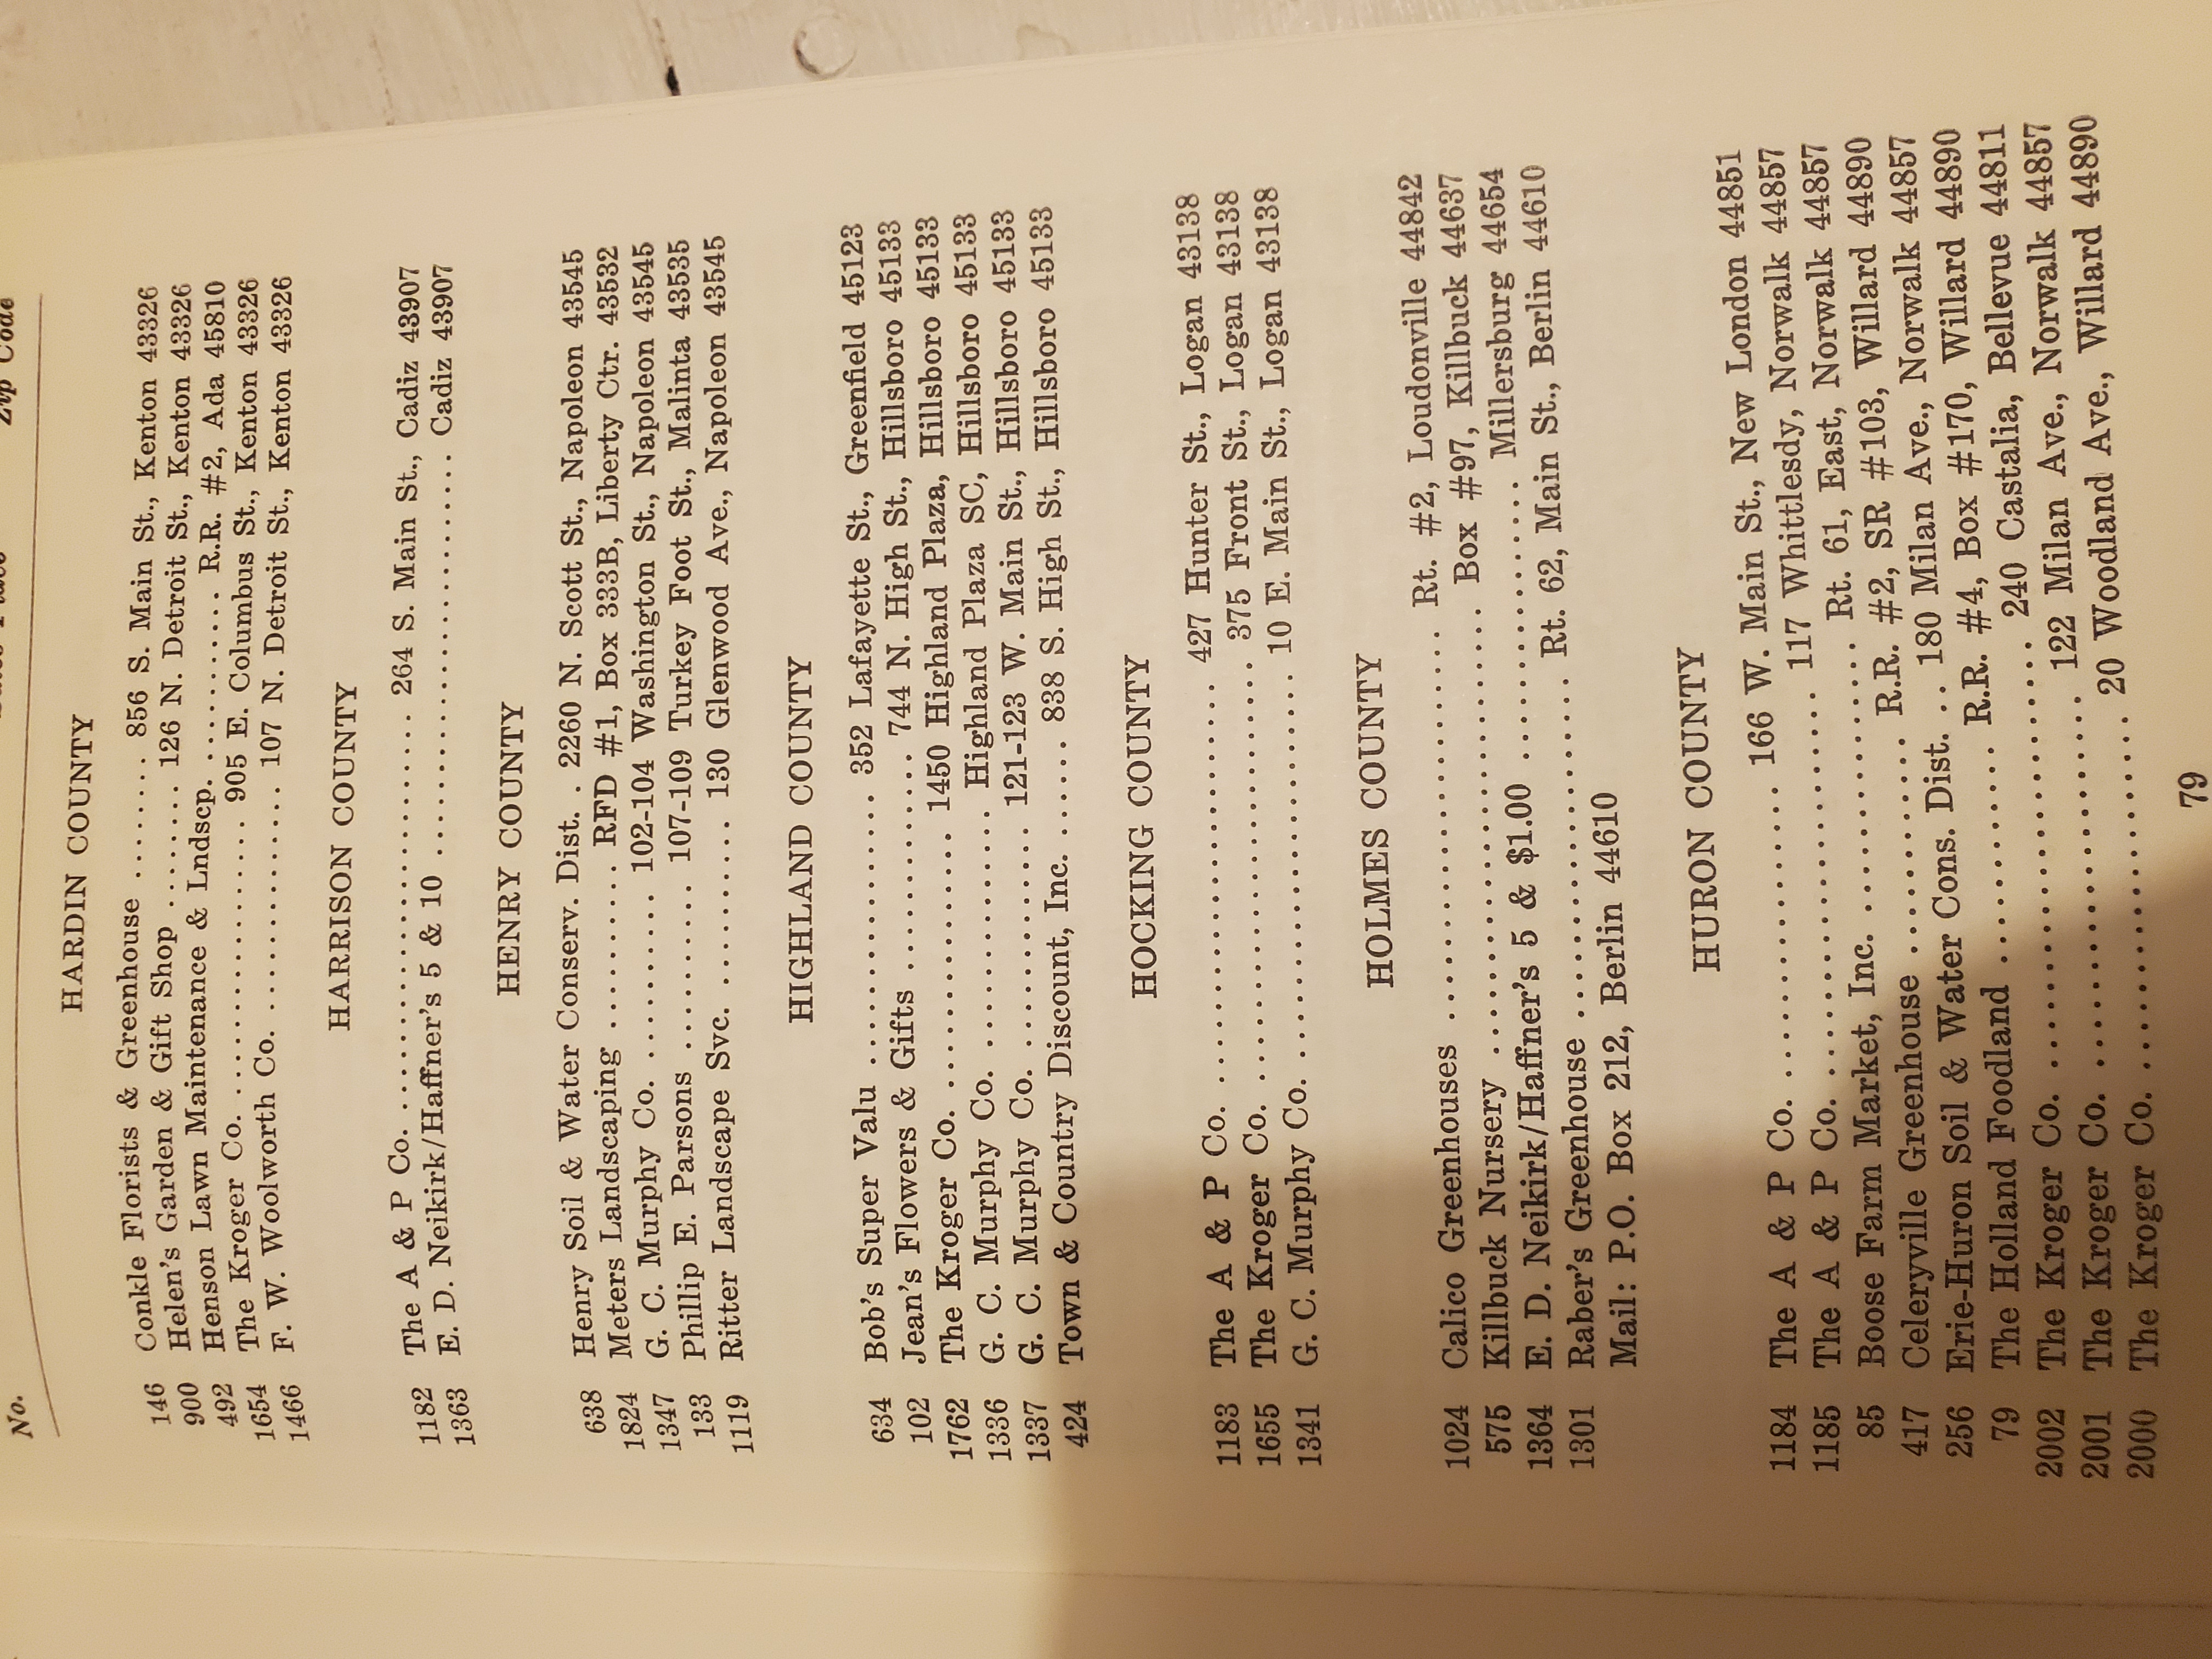 No. Zip Code
HARDIN COUNTY
146 Conkle Florists & Greenhouse ....... 856 S. Main St., Kenton 43326
900 Helen's Garden & Gift Shop ....... 126 N. Detroit St., Kenton 43326
492 Henson Lawn Maintenance & Lndscp. .......... R.R. #2, Ada 45810
1654 The Kroger Co. .................. 905 E. Columbus St., Kenton 43326
1466 F. W. Woolworth Co. .............. 107 N. Detroit St., Kenton 43326
HARRISON COUNTY
1182 The A & P Co. ......................... 264 S. Main St., Cadiz 43907
1363 E. D. Neikirk/Haffner's 5 & 10 ......................... Cadiz 43907
HENRY COUNTY
638 Henry Soil & Water Conserv. Dist. . 2260 N. Scott St., Napoleon 43545
1824 Meters Landscaping .......... RFD #1, Box 333B, Liberty Ctr. 43532
1347 G. C. Murphy Co. .......... 102-104 Washington St., Napoleon 43545
133 Phillip E. Parsons .......... 107-109 Turkey Foot St., Malinta 43535
1119 Ritter Landscape Svc. .......... 130 Glenwood Ave., Napoleon 43545
HIGHLAND COUNTY
634 Bob's Super Valu ................ 352 Lafayette St., Greenfield 45123
102 Jean's Flowers & Gifts ............. 744 N. High St., Hillsboro 45133
1762 The Kroger Co. ............... 1450 Highland Plaza, Hillsboro 45133
1336 G. C. Murphy Co. .............. Highland Plaza SC, Hillsboro 45133
1337 G. C. Murphy Co. ............. 121-123 W. Main St., Hillsboro 45133
424 Town & Country Discount, Inc. ....... 838 S. High St., Hillsboro 45133
HOCKING COUNTY
1183 The A & P Co. ........................ 427 Hunter St., Logan 43138
1655 The Kroger Co. ......................... 375 Front St., Logan 43138
1341 G. C. Murphy Co. ....................... 10 E. Main St., Logan 43138
HOLMES COUNTY
1024 Calico Greenhouses ...................... Rt. #2, Loudonville 44842
575 Killbuck Nursery ...................... Box #97, Killbuck 44637
1364 E. D. Neikirk/Haffner's 5 & $1.00 ................ Millersburg 44654
1301 Raber's Greenhouse ................... Rt. 62, Main St., Berlin 44610
Mail: P.O. Box 212, Berlin 44610
HURON COUNTY
1184 The A & P Co. .................. 166 W. Main St., New London 44851
1185 The A & P Co. ..................... 117 Whittlesdy, Norwalk 44857
85 Boose Farm Market, Inc. ................ Rt. 61, East, Norwalk 44857
417 Celeryville Greenhouse ............. R.R. #2, SR #103, Willard 44890
256 Erie-Huron Soil & Water Cons. Dist. .. 180 Milan Ave., Norwalk 44857
79 The Holland Foodland ............ R.R. #4, Box #170, Willard 44890
2002 The Kroger Co. ........................ 240 Castalia, Bellevue 44811
2001 The Kroger Co. ..................... 122 Milan Ave., Norwalk 44857
2000 The Kroger Co. .................... 20 Woodland Ave., Willard 44890
79